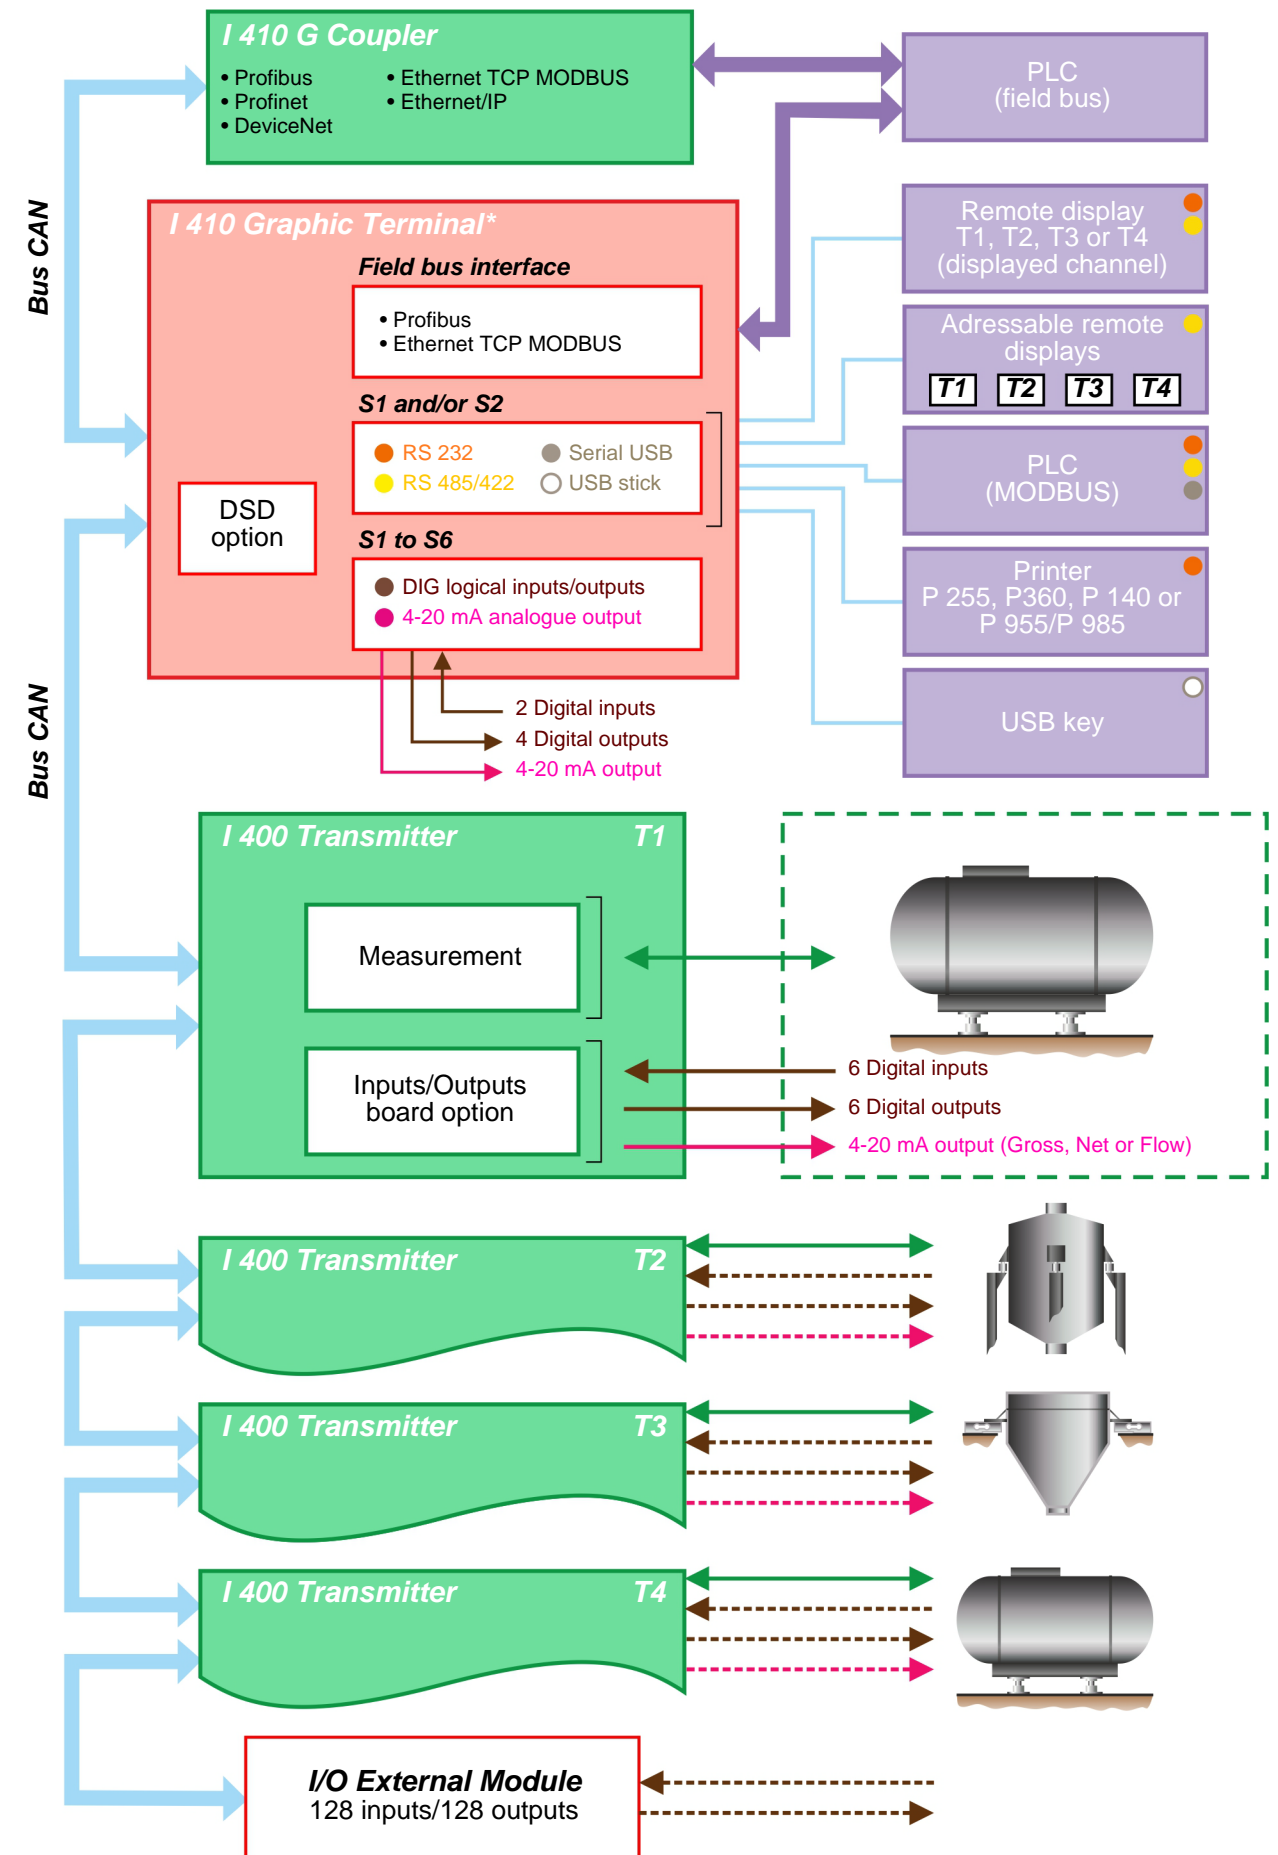 I 410 G Coupler
• Profibus
• Profinet
• DeviceNet
• Ethernet TCP MODBUS
• Ethernet/IP
PLC
(field bus)
Bus CAN
I 410 Graphic Terminal*
Field bus interface
• Profibus
• Ethernet TCP MODBUS
S1 and/or S2
RS 232
RS 485/422
Serial USB
USB stick
DSD
option
S1 to S6
DIG logical inputs/outputs
4-20 mA analogue output
2 Digital inputs
4 Digital outputs
4-20 mA output
Remote display
T1, T2, T3 or T4
(displayed channel)
Adressable remote
displays
T1 T2 T3 T4
PLC
(MODBUS)
Printer
P 255, P360, P 140 or
P 955/P 985
USB key
Bus CAN
I 400 Transmitter T1
Measurement
Inputs/Outputs
board option
6 Digital inputs
6 Digital outputs
4-20 mA output (Gross, Net or Flow)
I 400 Transmitter T2
I 400 Transmitter T3
I 400 Transmitter T4
I/O External Module
128 inputs/128 outputs